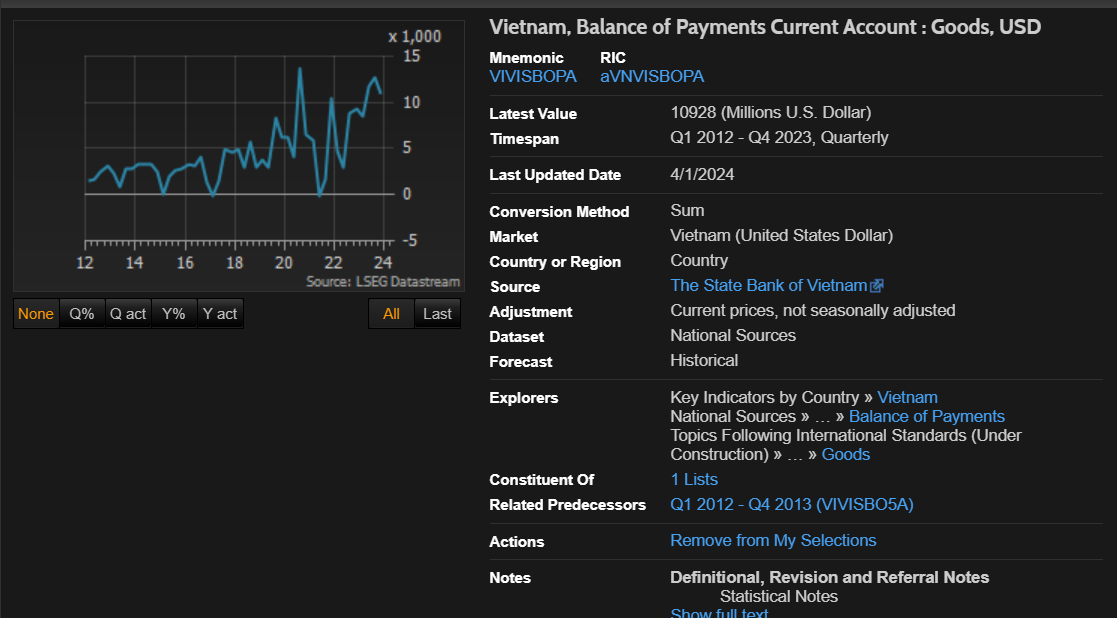 x 1,000
15
10
5
0
-5
12 14 16 18 20 22 24
Source: LSEG Datastream
None Q% Q act Y% Y act All Last
Vietnam, Balance of Payments Current Account : Goods, USD
Mnemonic RIC
VIVISBOPA aVNVISBOPA
Latest Value 10928 (Millions U.S. Dollar)
Timespan Q1 2012 - Q4 2023, Quarterly
Last Updated Date 4/1/2024
Conversion Method Sum
Market Vietnam (United States Dollar)
Country or Region Country
Source The State Bank of Vietnam
Adjustment Current prices, not seasonally adjusted
Dataset National Sources
Forecast Historical
Explorers Key Indicators by Country » Vietnam
National Sources » … » Balance of Payments
Topics Following International Standards (Under
Construction) » … » Goods
Constituent Of 1 Lists
Related Predecessors Q1 2012 - Q4 2013 (VIVISBO5A)
Actions Remove from My Selections
Notes Definitional, Revision and Referral Notes
Statistical Notes
Show full text